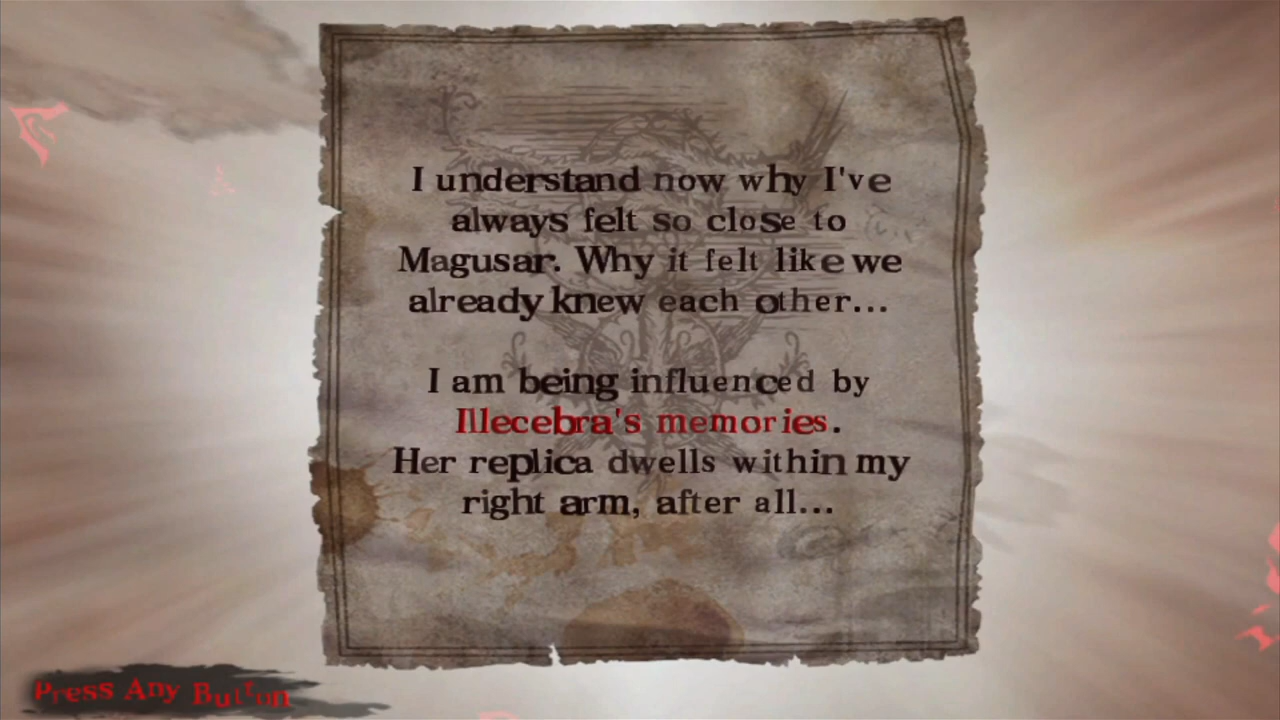 I understand now why I've
always felt so close to
Magusar. Why it felt like we
already knew each other...
I am being influenced by
Illecebra's memories.
Her replica dwells within my
right arm, after all...
Press Any Button